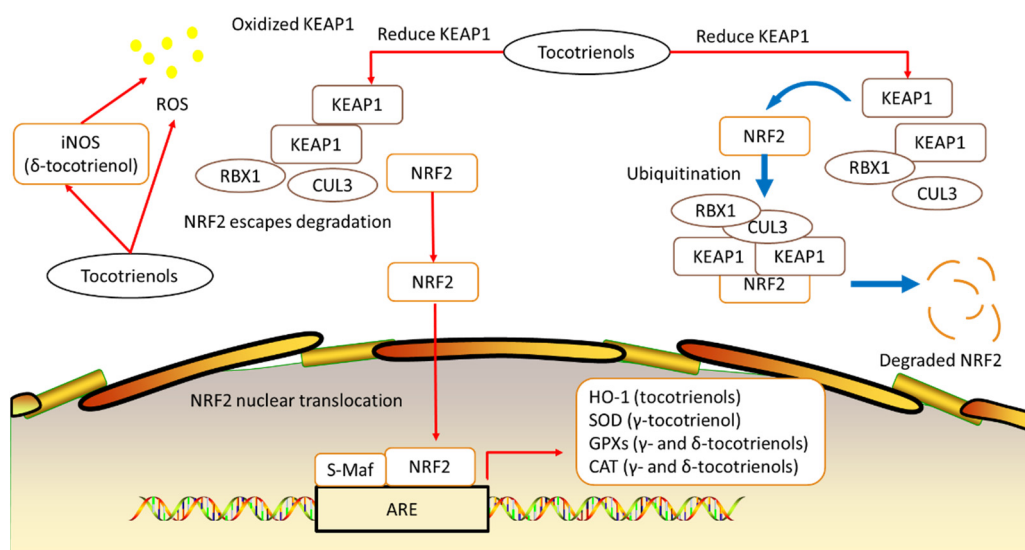 Oxidized KEAP1
Reduce KEAP1
Tocotrienols
Reduce KEAP1
ROS
iNOS
(δ-tocotrienol)
Tocotrienols
KEAP1
KEAP1
RBX1
CUL3
NRF2
NRF2 escapes degradation
NRF2
KEAP1
NRF2
KEAP1
RBX1
CUL3
Ubiquitination
RBX1
CUL3
KEAP1
KEAP1
NRF2
Degraded NRF2
NRF2 nuclear translocation
HO-1 (tocotrienols)
SOD (γ-tocotrienol)
GPXs (γ- and δ-tocotrienols)
CAT (γ- and δ-tocotrienols)
S-Maf
NRF2
ARE